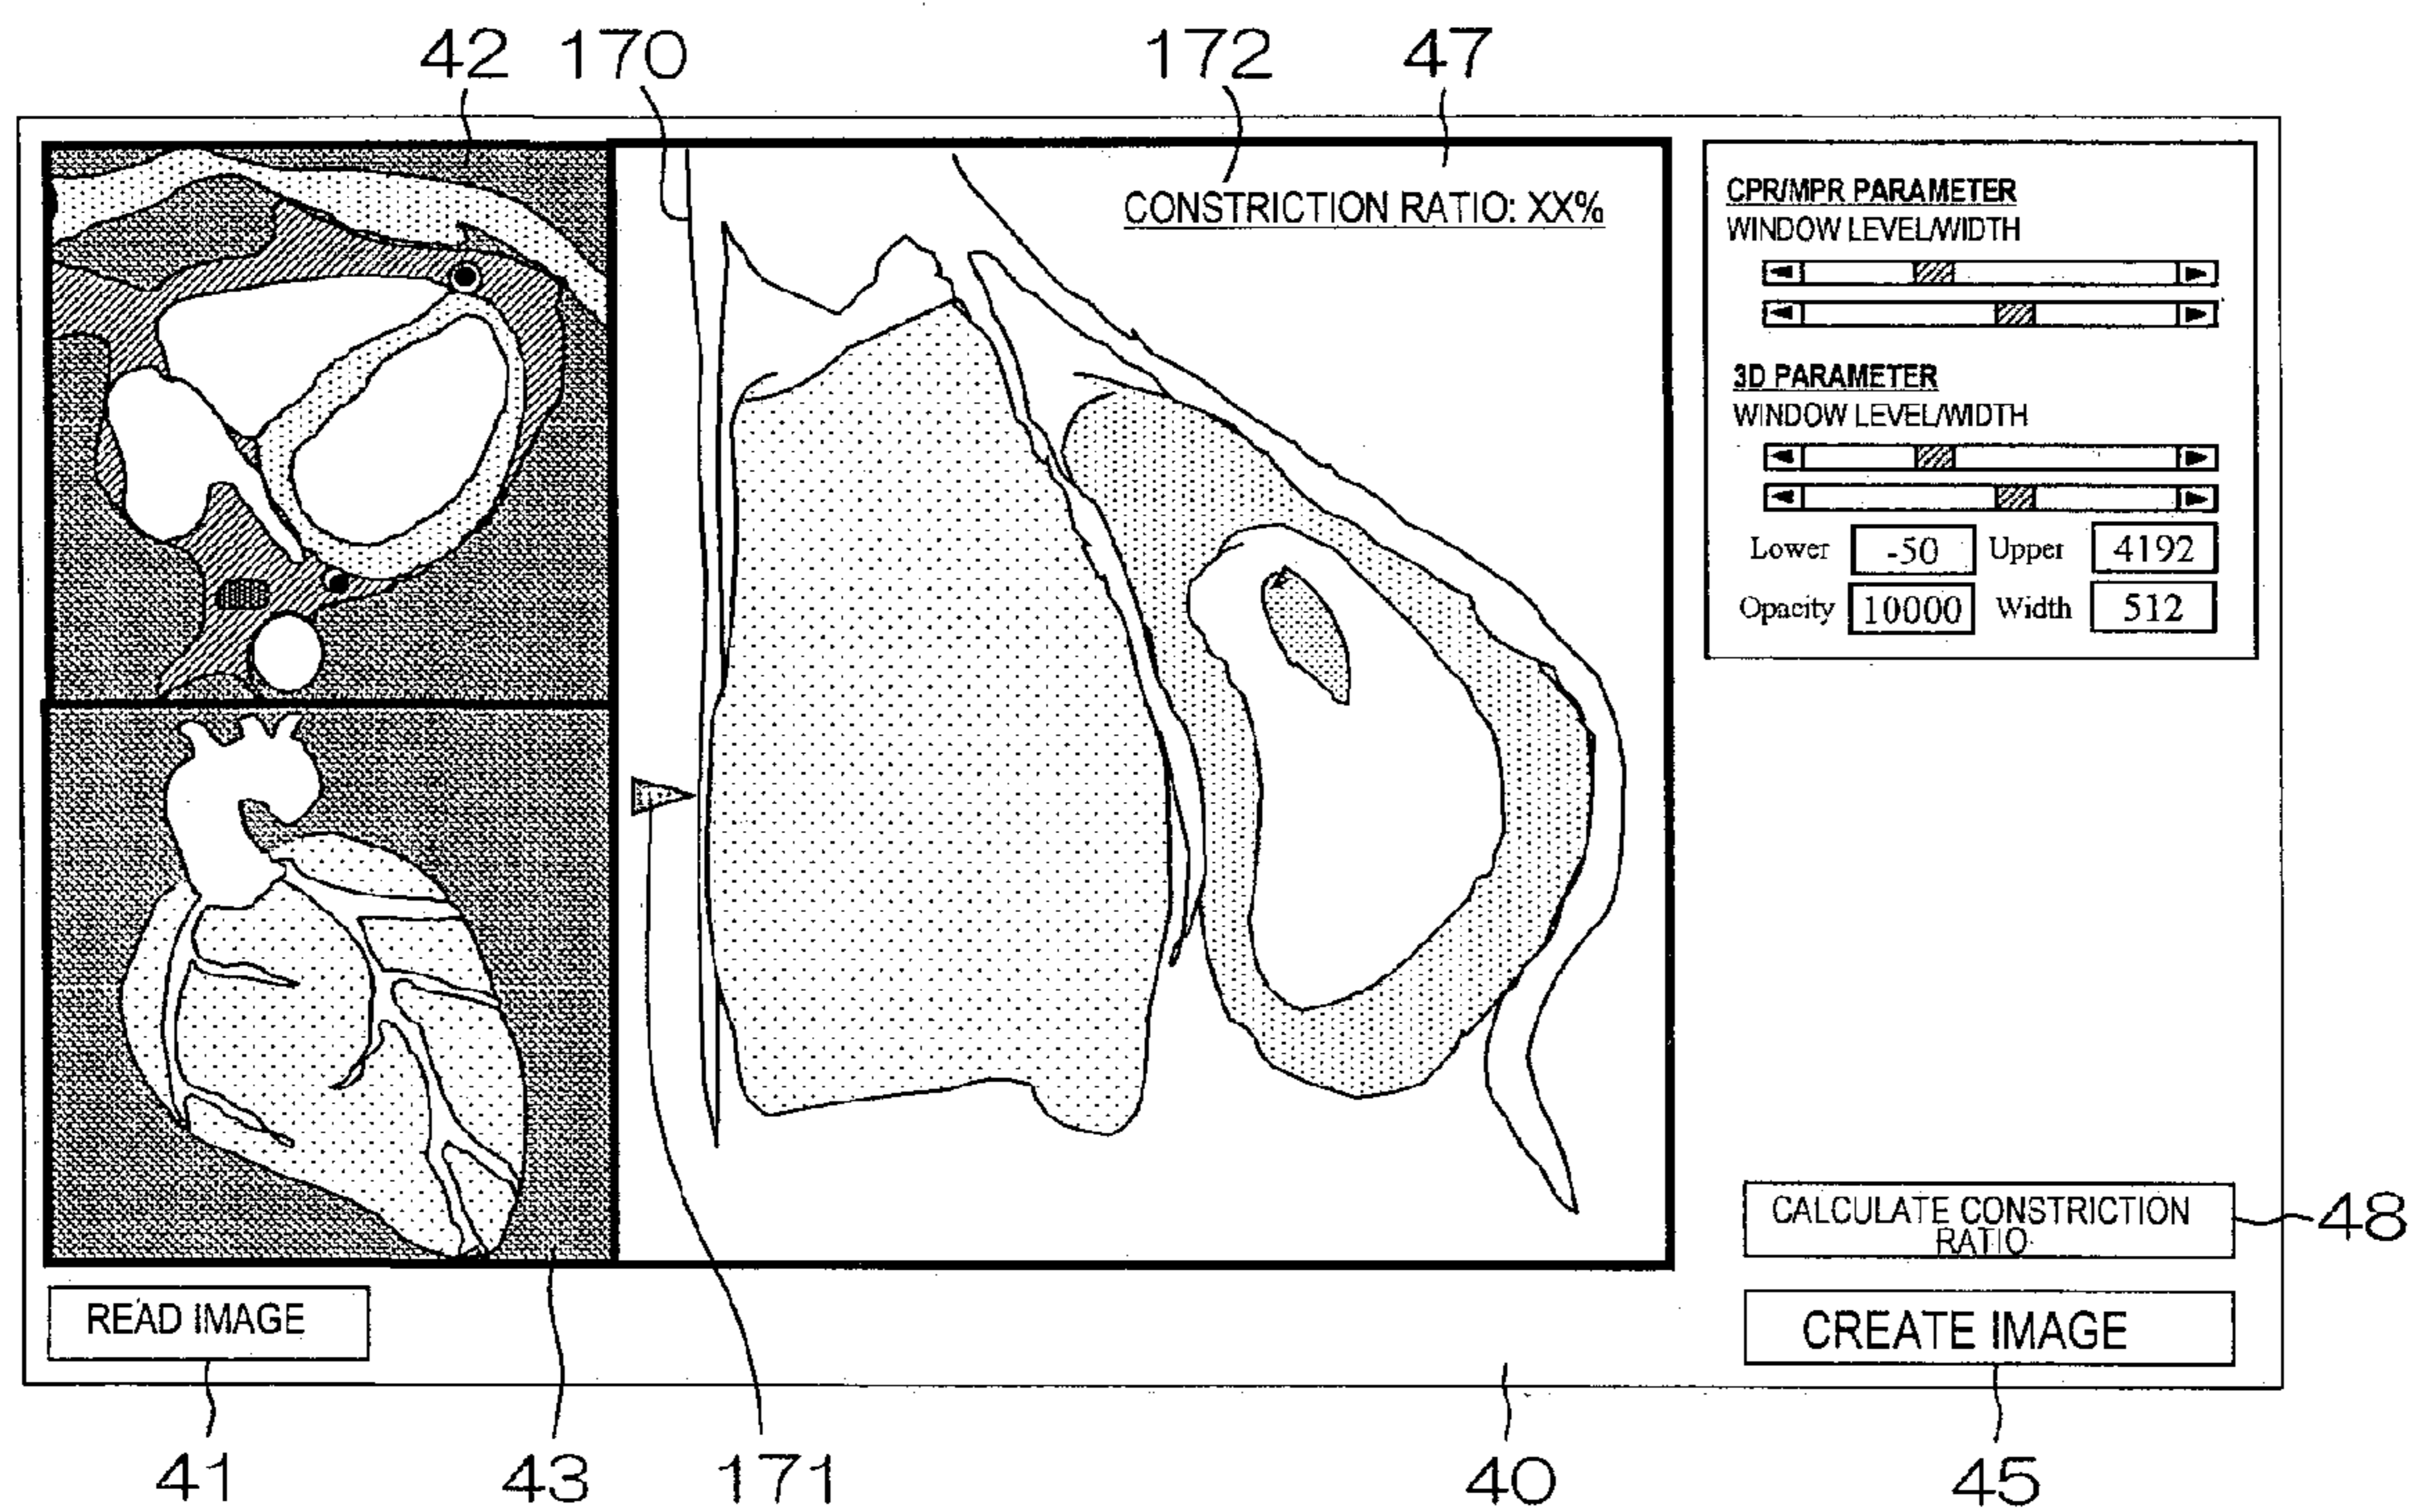 42 170 172 47
CONSTRICTION RATIO: XX%
CPR/MPR PARAMETER
WINDOW LEVEL/WIDTH
3D PARAMETER
WINDOW LEVEL/WIDTH
Lower -50 Upper 4192
Opacity 10000 Width 512
CALCULATE CONSTRICTION
RATIO
48
READ IMAGE
CREATE IMAGE
41 43 171 40 45